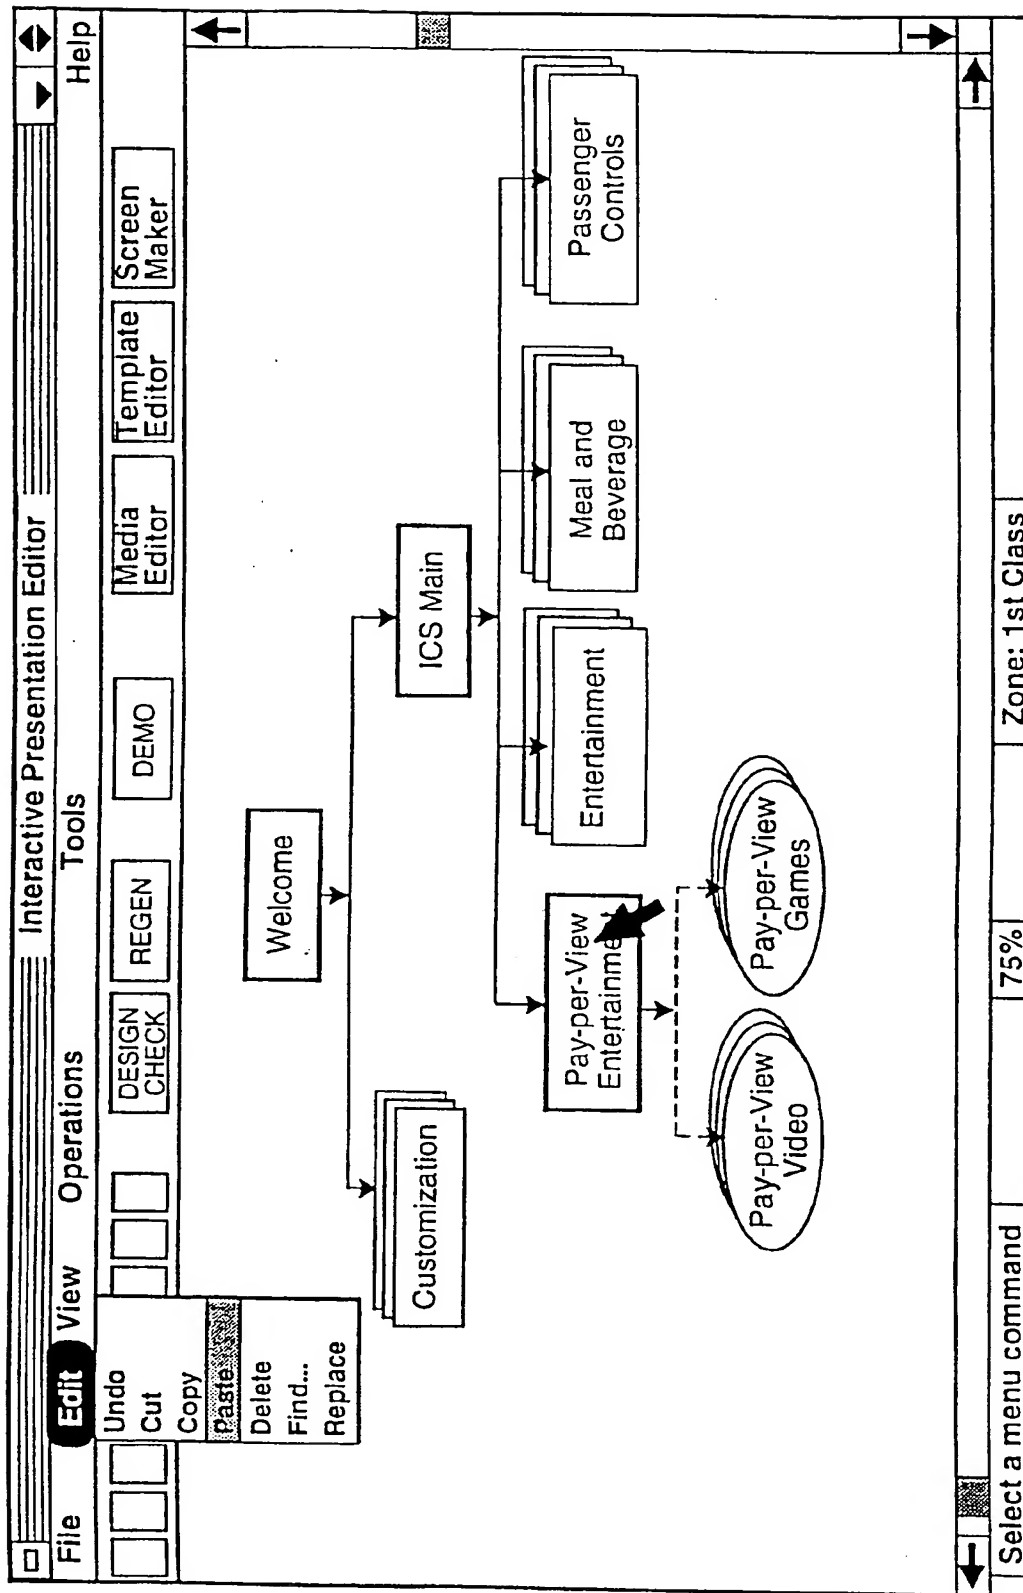 Interactive Presentation Editor
File Edit View Operations Tools Help
DESIGN
CHECK
REGEN
DEMO
Media
Editor
Template
Editor
Screen
Maker
Undo
Cut
Copy
Paste
Delete
Find...
Replace
Welcome
Customization
ICS Main
Pay-per-View
Entertainme
Entertainment
Meal and
Beverage
Passenger
Controls
Pay-per-View
Video
Pay-per-View
Games
Select a menu command
75%
Zone: 1st Class